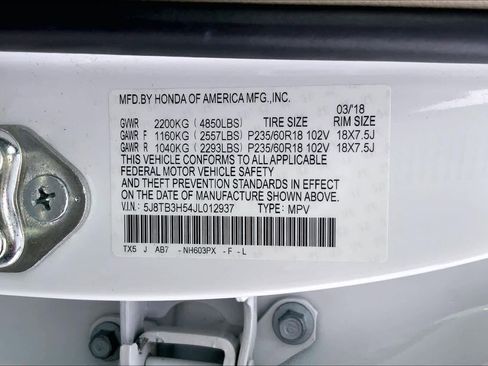 MFD.BY HONDA OF AMERICA MFG.,INC.
03/'18
GVWR 2200KG (4850LBS) TIRE SIZE RIM SIZE
GAWR F 1160KG (2557LBS) P235/60R18 102V 18X7.5J
GAWR R 1040KG (2293LBS) P235/60R18 102V 18X7.5J
THIS VEHICLE CONFORMS TO ALL APPLICABLE
FEDERAL MOTOR VEHICLE SAFETY
AND THEFT PREVENTION STANDARDS IN EFFECT
ON THE DATE OF MANUFACTURE SHOWN ABOVE.
V.I.N: 5J8TB3H54JL012937 TYPE: MPV
TX5 J AB7 -NH603PX -F -L